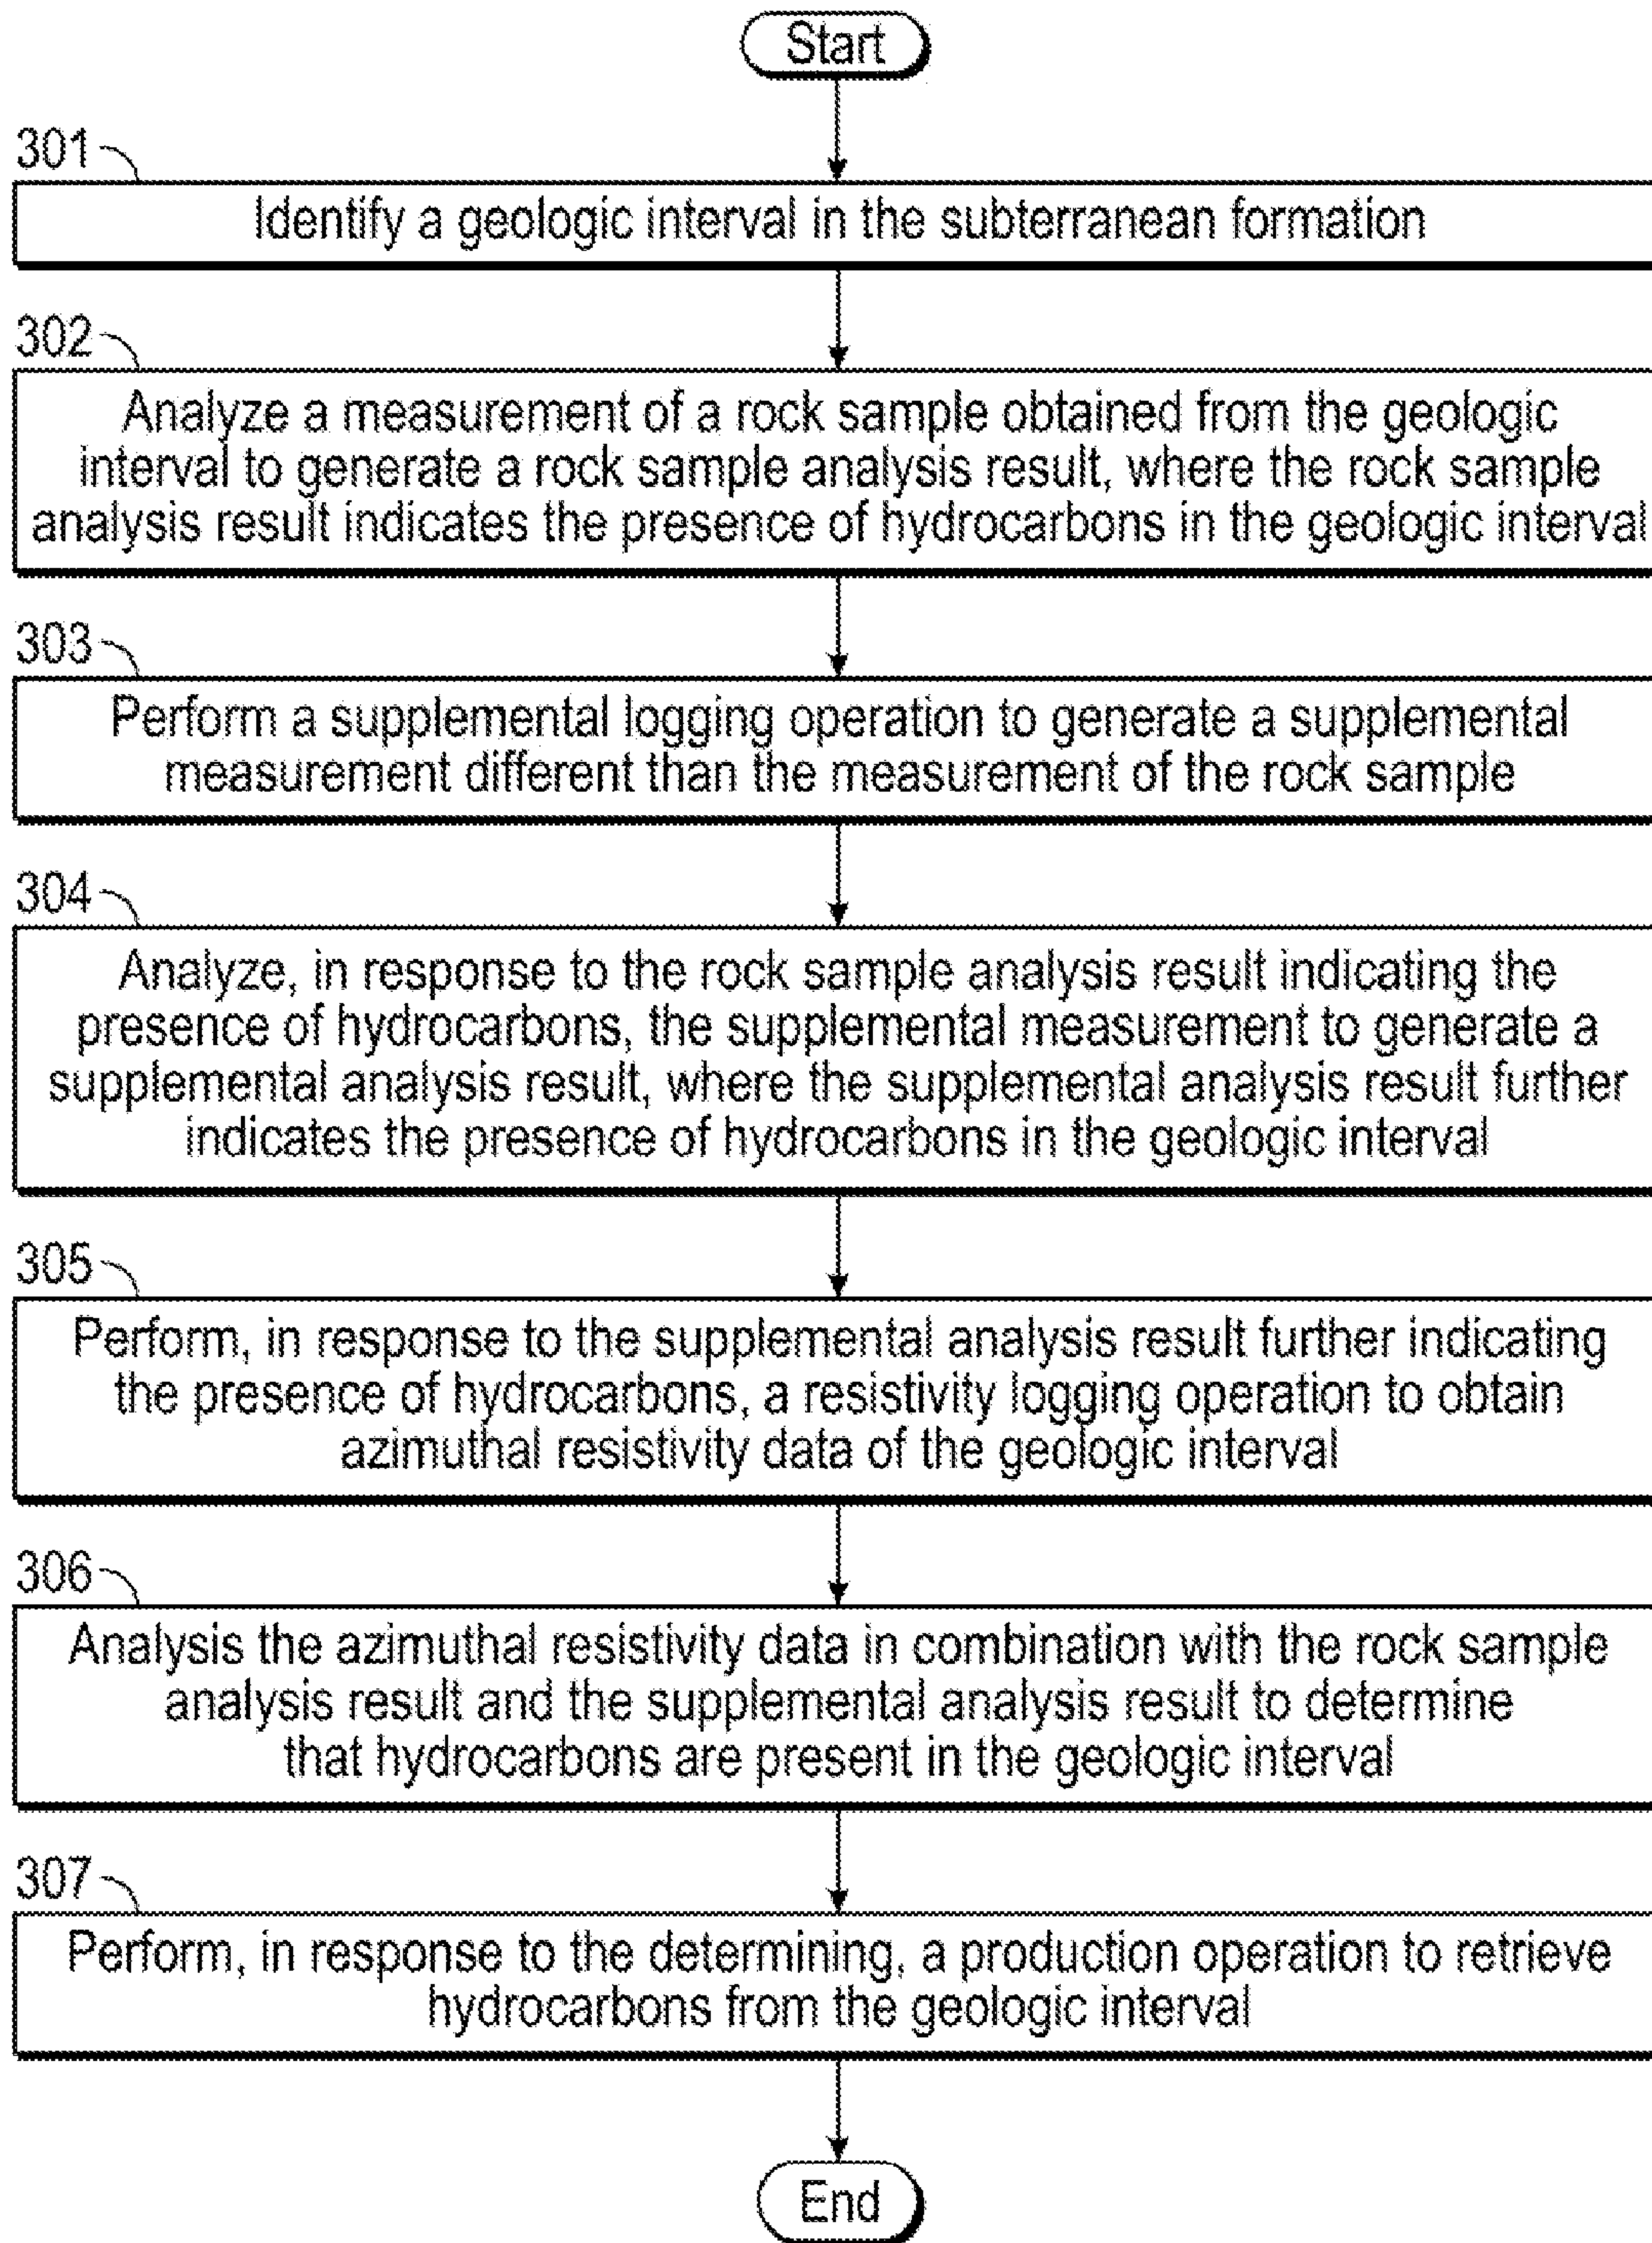 Start
301
Identify a geologic interval in the subterranean formation
302
Analyze a measurement of a rock sample obtained from the geologic
interval to generate a rock sample analysis result, where the rock sample
analysis result indicates the presence of hydrocarbons in the geologic interval
303
Perform a supplemental logging operation to generate a supplemental
measurement different than the measurement of the rock sample
304
Analyze, in response to the rock sample analysis result indicating the
presence of hydrocarbons, the supplemental measurement to generate a
supplemental analysis result, where the supplemental analysis result further
indicates the presence of hydrocarbons in the geologic interval
305
Perform, in response to the supplemental analysis result further indicating
the presence of hydrocarbons, a resistivity logging operation to obtain
azimuthal resistivity data of the geologic interval
306
Analysis the azimuthal resistivity data in combination with the rock sample
analysis result and the supplemental analysis result to determine
that hydrocarbons are present in the geologic interval
307
Perform, in response to the determining, a production operation to retrieve
hydrocarbons from the geologic interval
End